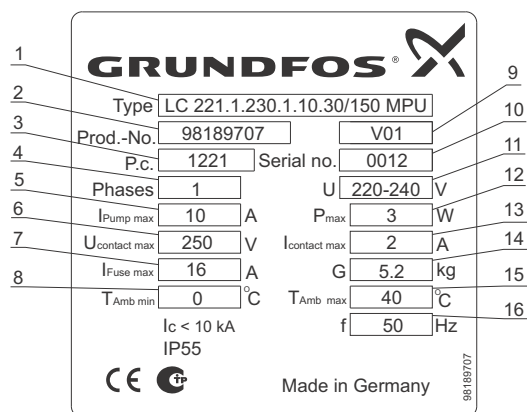 GRUNDFOS
1
Type LC 221.1.230.1.10.30/150 MPU
2
Prod.-No. 98189707 V01
9
3
P.c. 1221 Serial no. 0012
10
4
Phases 1 U 220-240 V
11
5
IPump max 10 A Pmax 3 W
12
6
Ucontact max 250 V Icontact max 2 A
13
7
IFuse max 16 A G 5.2 kg
14
8
TAmb min 0 °C TAmb max 40 °C
15
Ic < 10 kA f 50 Hz
16
IP55
CE Made in Germany
98189707